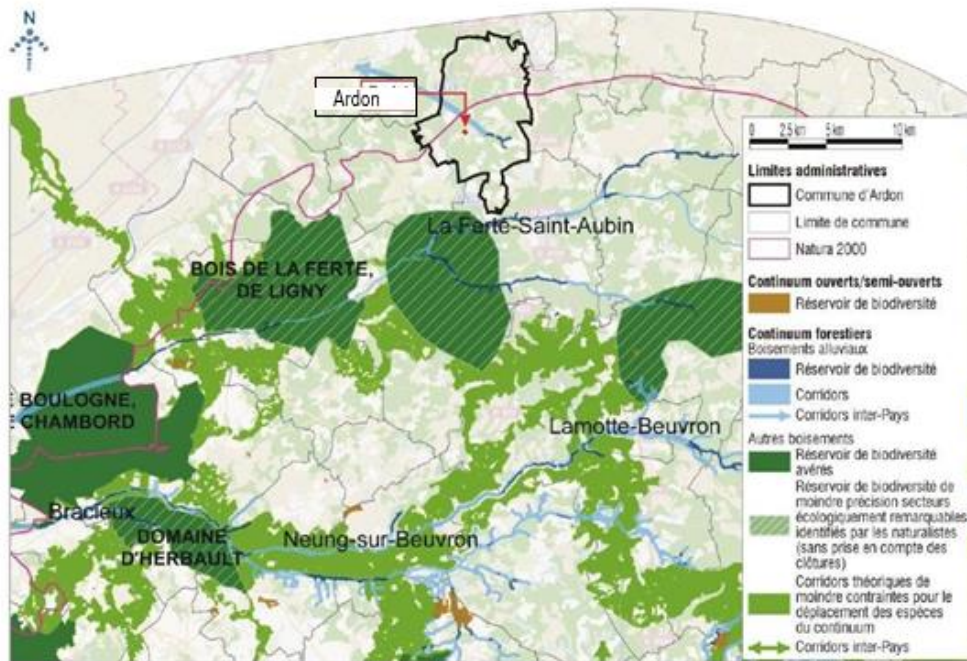 N
Ardon
La Ferté-Saint-Aubin
BOIS DE LA FERTE,
DE LIGNY
BOULOGNE,
CHAMBORD
Lamotte-Beuvron
Bracieux
DOMAINE
D'HERBAULT
Neung-sur-Beuvron
0 2,5 km 5 km 10 km
Limites administratives
Commune d'Ardon
Limite de commune
Natura 2000
Continuum ouverts/semi-ouverts
Réservoir de biodiversité
Continuum forestiers
Boisements alluviaux
Réservoir de biodiversité
Corridors
Corridors inter-Pays
Autres boisements
Réservoir de biodiversité
avérés
Réservoir de biodiversité de
moindre précision secteurs
écologiquement remarquables
identifiés par les naturalistes
(sans prise en compte des
clôtures)
Corridors théoriques de
moindre contraintes pour le
déplacement des espèces
du continuum
Corridors inter-Pays